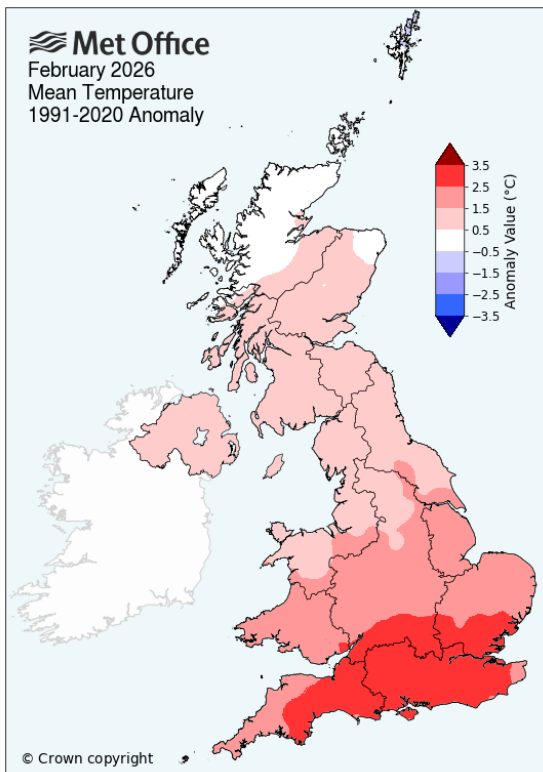 Met Office
February 2026
Mean Temperature
1991-2020 Anomaly
3.5
2.5
1.5
0.5
−0.5
−1.5
−2.5
−3.5
Anomaly Value (°C)
© Crown copyright